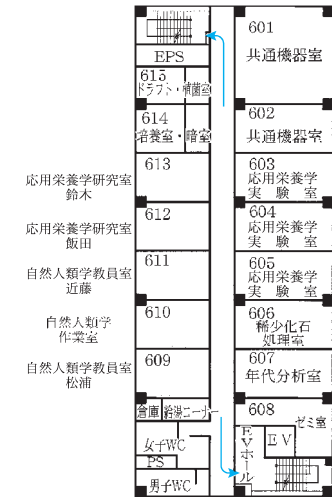 601
共通機器室
EPS
615
ドラフト・植菌室
614
培養室・暗室
602
共通機器室
613
応用栄養学研究室
鈴木
603
応用栄養学
実験室
612
応用栄養学研究室
飯田
604
応用栄養学
実験室
611
自然人類学教員室
近藤
605
応用栄養学
実験室
610
自然人類学
作業室
606
稀少化石
処理室
609
自然人類学教員室
松浦
607
年代分析室
倉庫
給湯コーナー
608
ゼミ室
女子WC
EVホール
EV
PS
男子WC